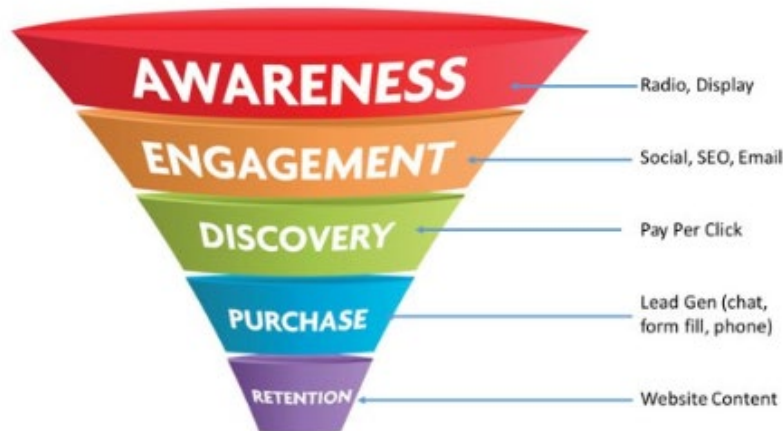 AWARENESS
Radio, Display
ENGAGEMENT
Social, SEO, Email
DISCOVERY
Pay Per Click
PURCHASE
Lead Gen (chat,
form fill, phone)
RETENTION
Website Content